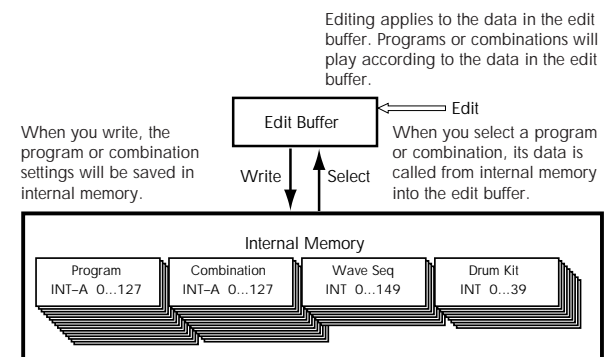 Editing applies to the data in the edit
buffer. Programs or combinations will
play according to the data in the edit
buffer.
Edit Buffer
Edit
When you write, the
program or combination
settings will be saved in
internal memory.
Write
Select
When you select a program
or combination, its data is
called from internal memory
into the edit buffer.
Internal Memory
Program
INT–A 0...127
Combination
INT–A 0...127
Wave Seq
INT 0...149
Drum Kit
INT 0...39